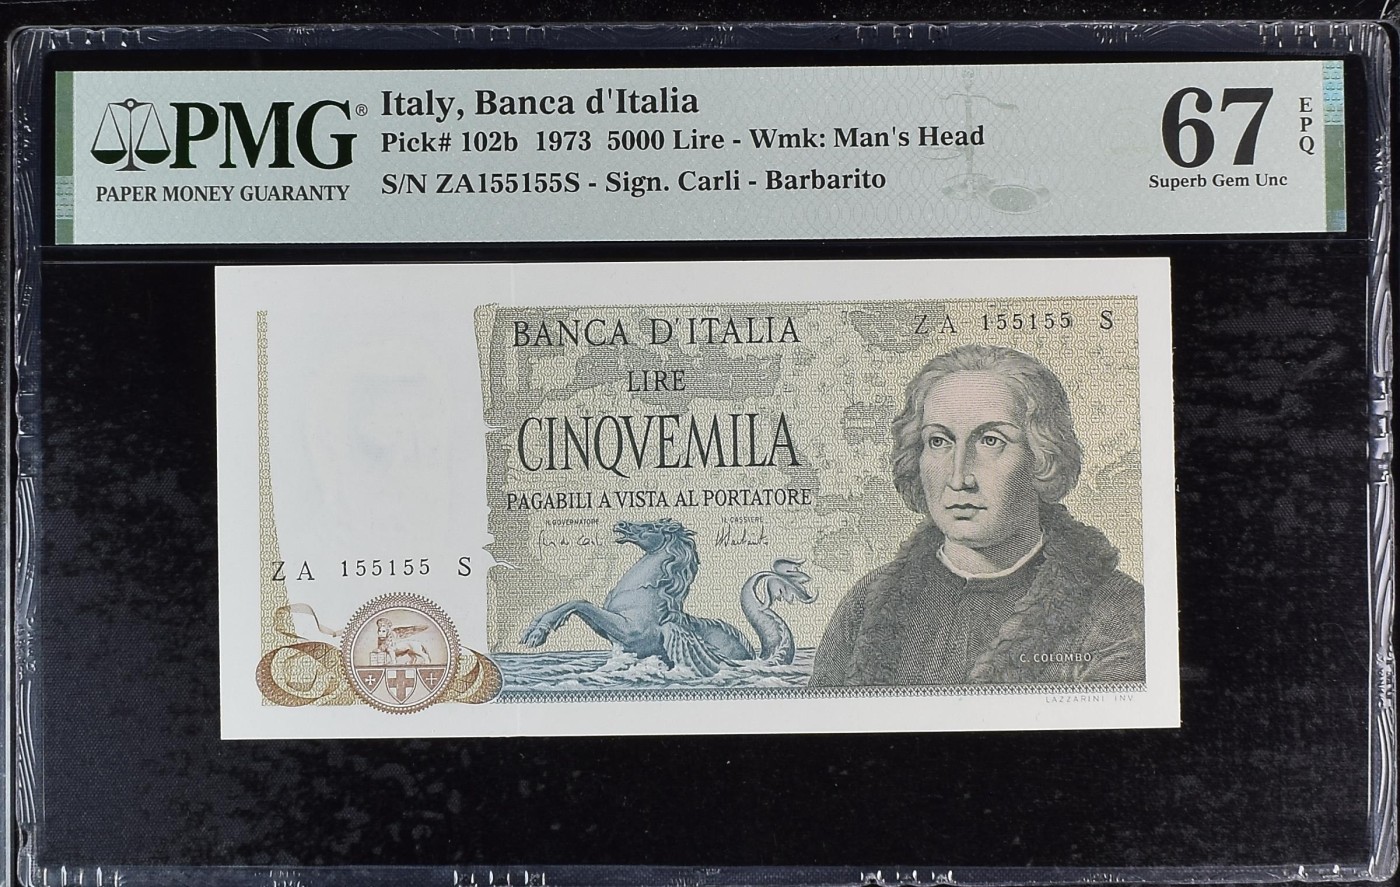 PMG®
PAPER MONEY GUARANTY
Italy, Banca d'Italia
Pick# 102b 1973 5000 Lire - Wmk: Man's Head
S/N ZA155155S - Sign. Carli - Barbarito
67
EPQ
Superb Gem Unc
BANCA D'ITALIA
ZA 155155 S
LIRE
CINQVEMILA
PAGABILI A VISTA AL PORTATORE
IL GOVERNATORE
IL CASSIERE
ZA 155155 S
C. COLOMBO
LAZZARINI INV.